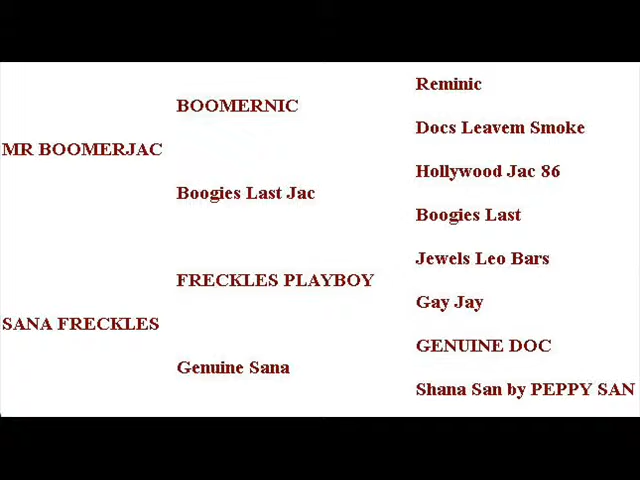 Reminic
BOOMERNIC
Docs Leavem Smoke
MR BOOMERJAC
Hollywood Jac 86
Boogies Last Jac
Boogies Last
Jewels Leo Bars
FRECKLES PLAYBOY
Gay Jay
SANA FRECKLES
GENUINE DOC
Genuine Sana
Shana San by PEPPY SAN